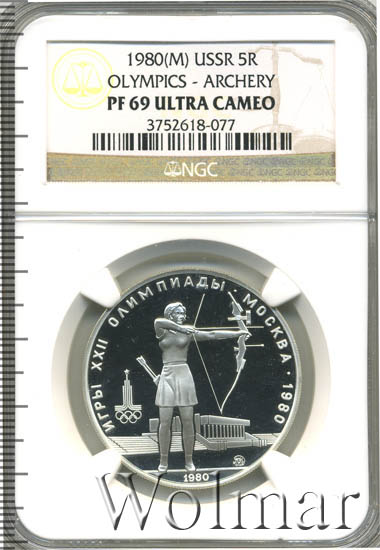 1980(M) USSR 5R
OLYMPICS - ARCHERY
PF 69 ULTRA CAMEO
3752618-077
NGC
ИГРЫ XXII ОЛИМПИАДЫ · МОСКВА · 1980
1980
Wolmar